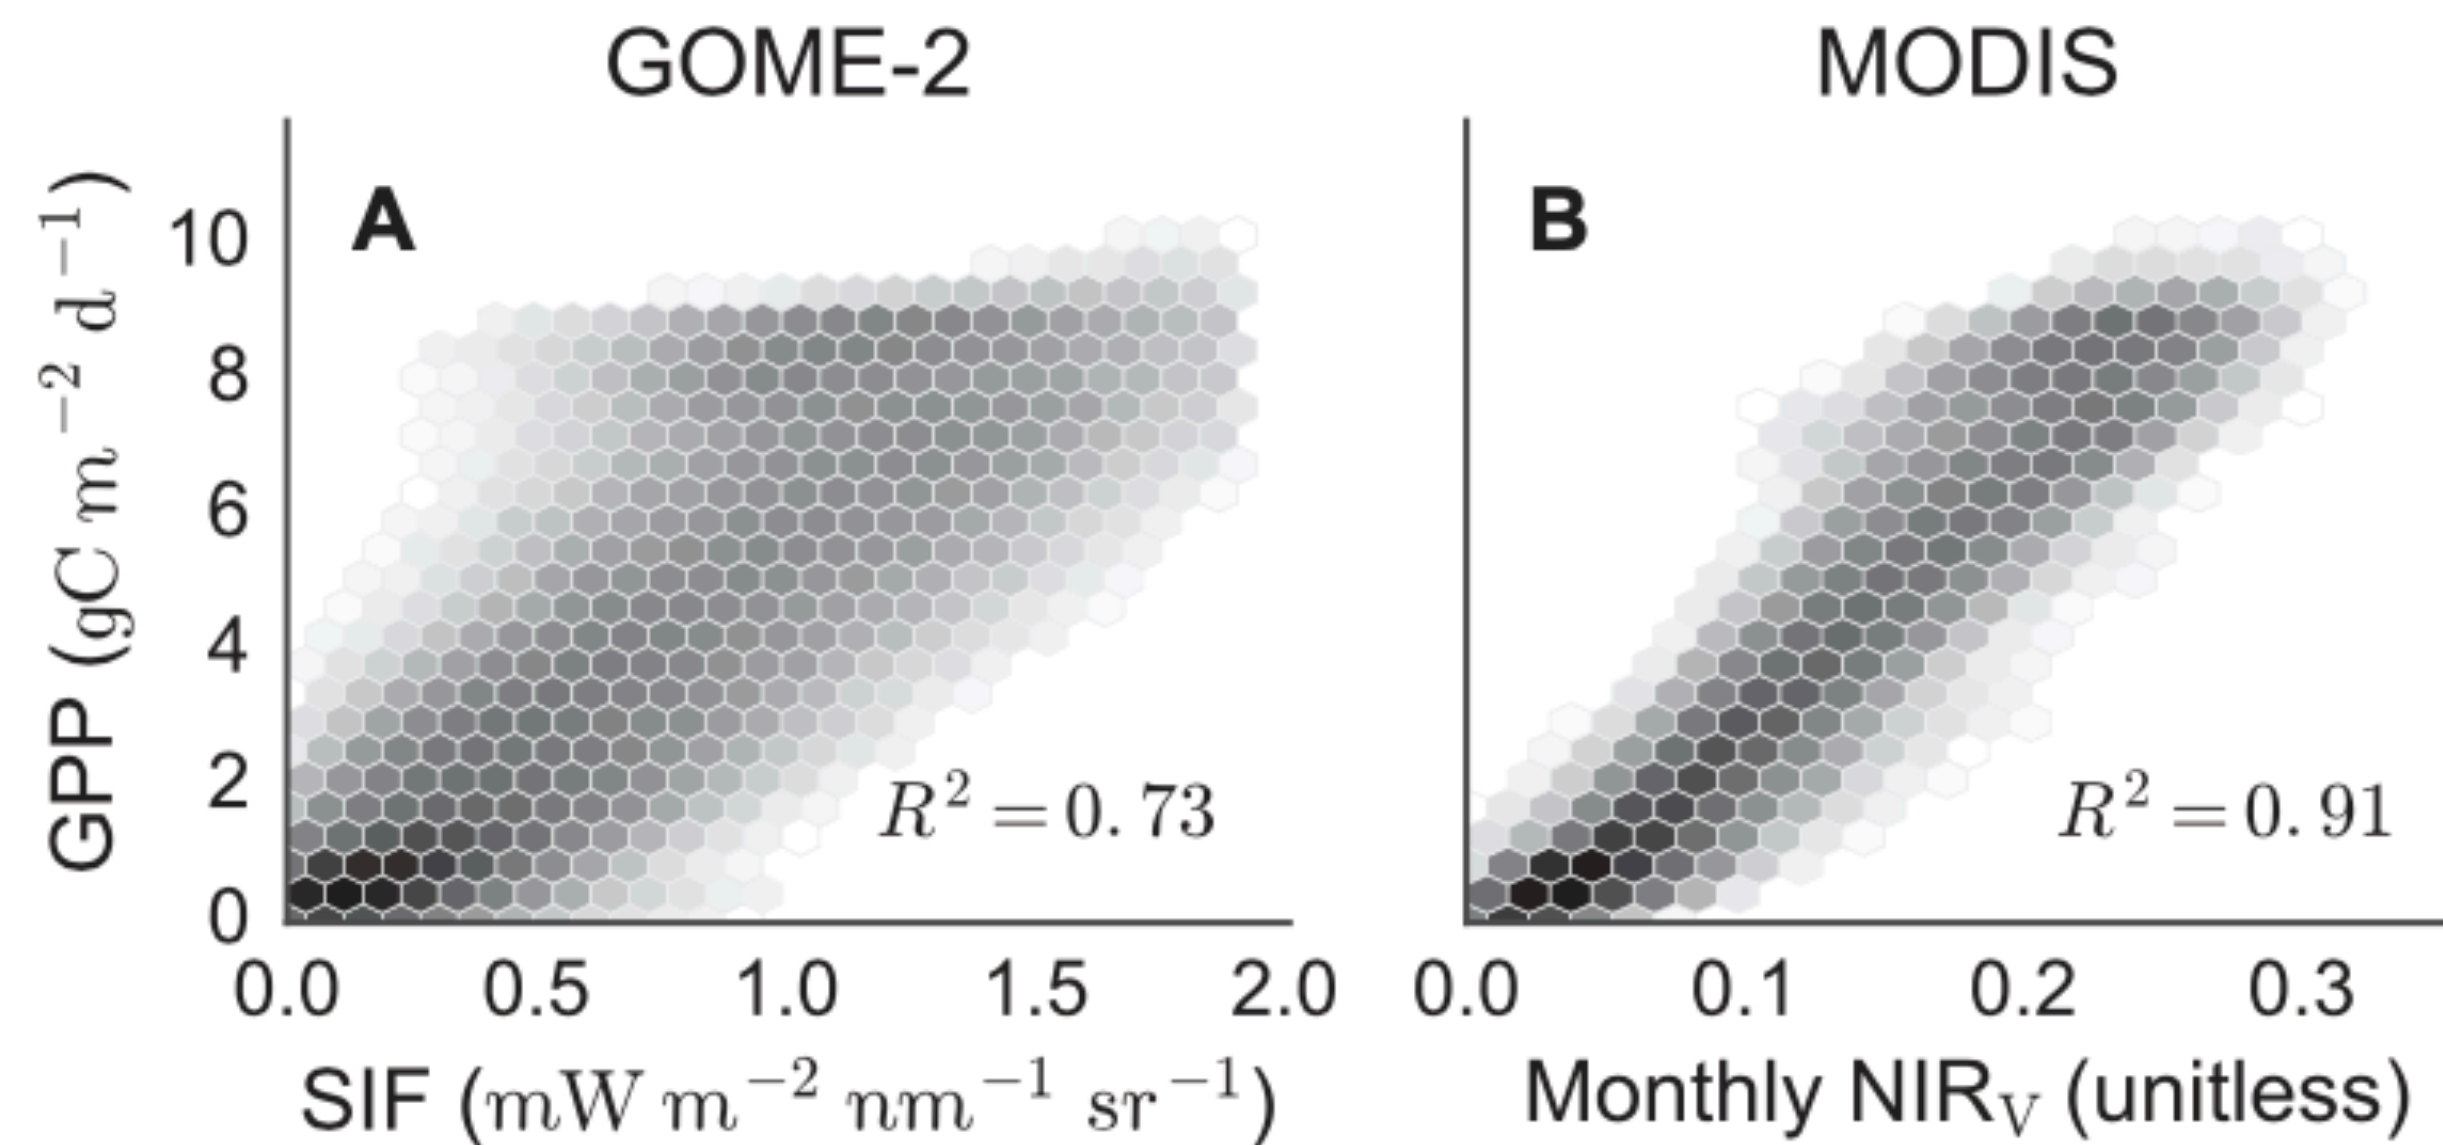 GOME-2 MODIS
A B
GPP (gC m⁻² d⁻¹)
10
8
6
4
2
0
R² = 0.73 R² = 0.91
0.0 0.5 1.0 1.5 2.0 0.0 0.1 0.2 0.3
SIF (mW m⁻² nm⁻¹ sr⁻¹) Monthly NIRᵥ (unitless)